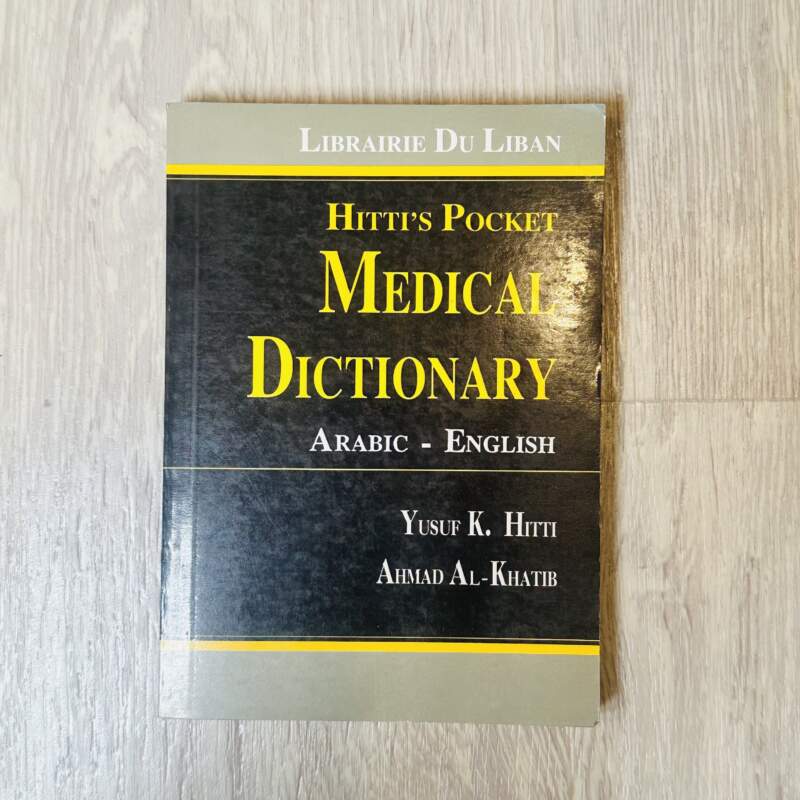 LIBRAIRIE DU LIBAN
HITTI'S POCKET
MEDICAL
DICTIONARY
ARABIC - ENGLISH
YUSUF K. HITTI
AHMAD AL-KHATIB